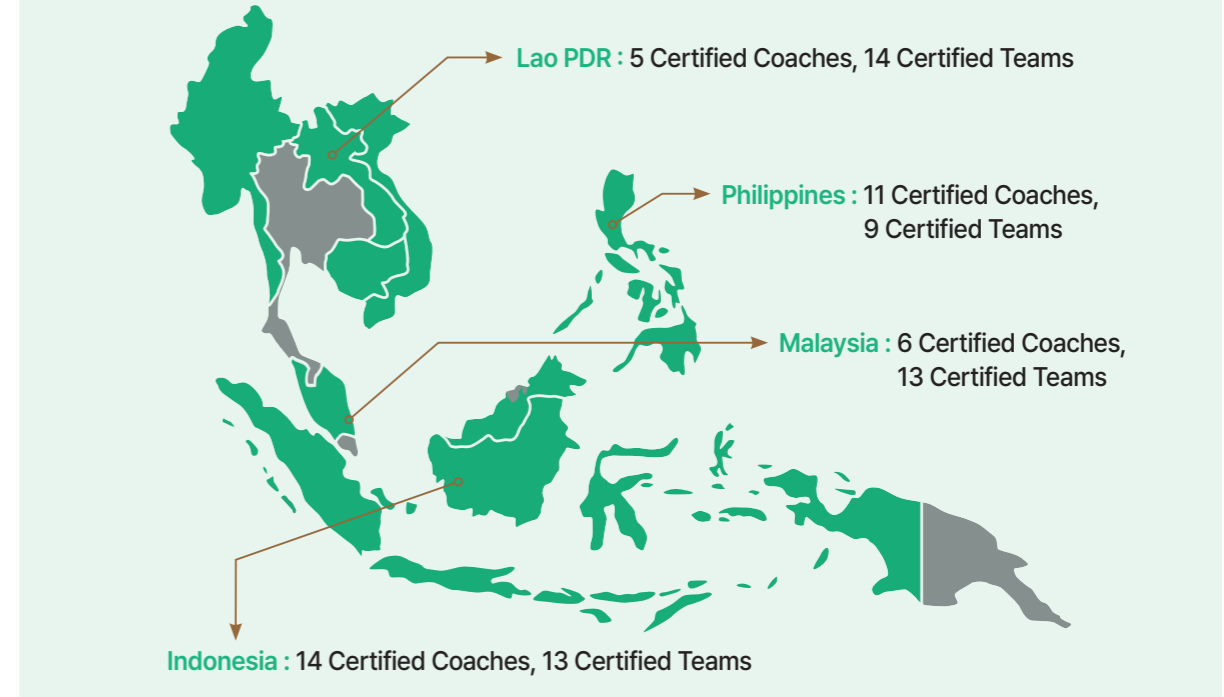 Lao PDR : 5 Certified Coaches, 14 Certified Teams
Philippines : 11 Certified Coaches,
9 Certified Teams
Malaysia : 6 Certified Coaches,
13 Certified Teams
Indonesia : 14 Certified Coaches, 13 Certified Teams